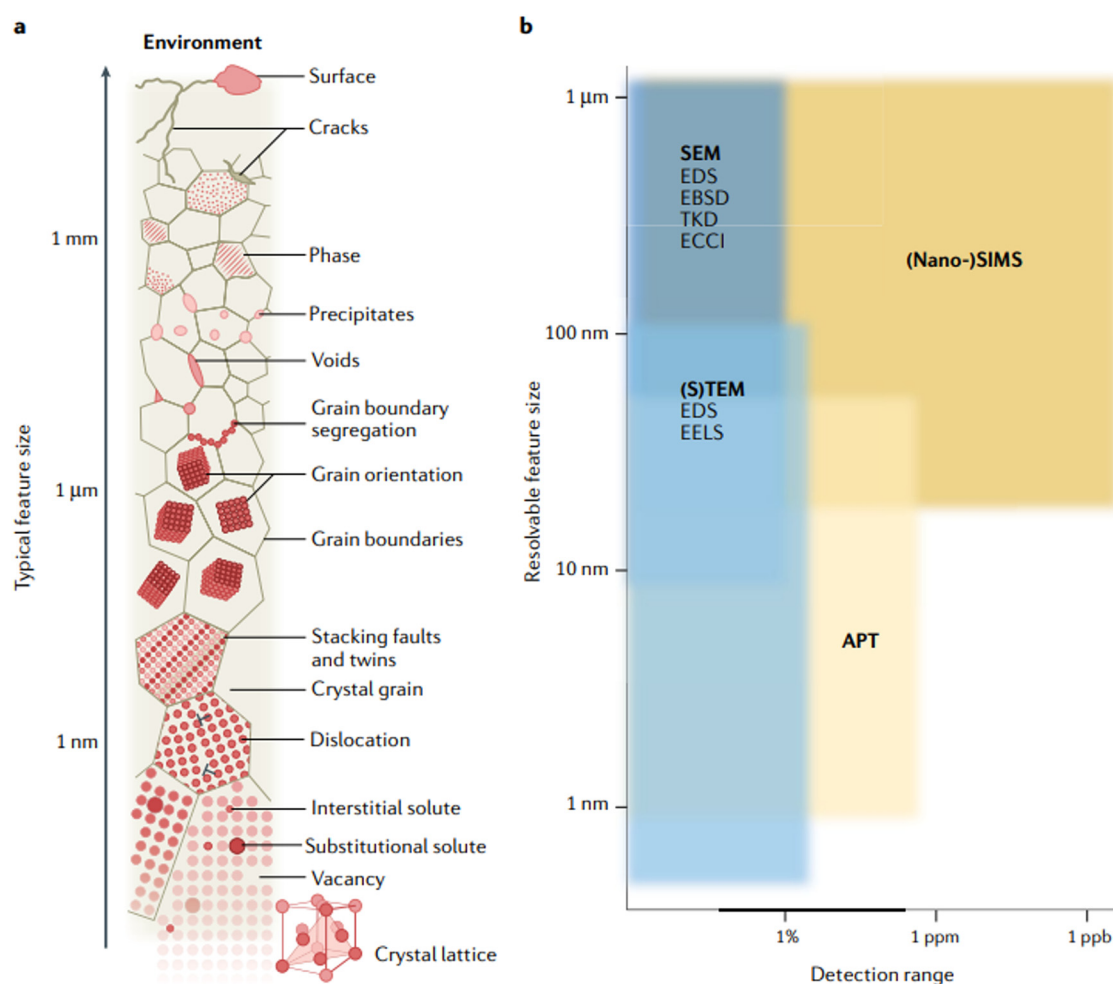 a
Environment
Surface
Cracks
1 mm
Phase
Precipitates
Voids
Grain boundary
segregation
Grain orientation
1 μm
Grain boundaries
Typical feature size
Stacking faults
and twins
Crystal grain
1 nm
Dislocation
Interstitial solute
Substitutional solute
Vacancy
Crystal lattice
b
1 μm
SEM
EDS
EBSD
TKD
ECCI
(Nano-)SIMS
100 nm
(S)TEM
EDS
EELS
Resolvable feature size
10 nm
APT
1 nm
1%
1 ppm
1 ppb
Detection range